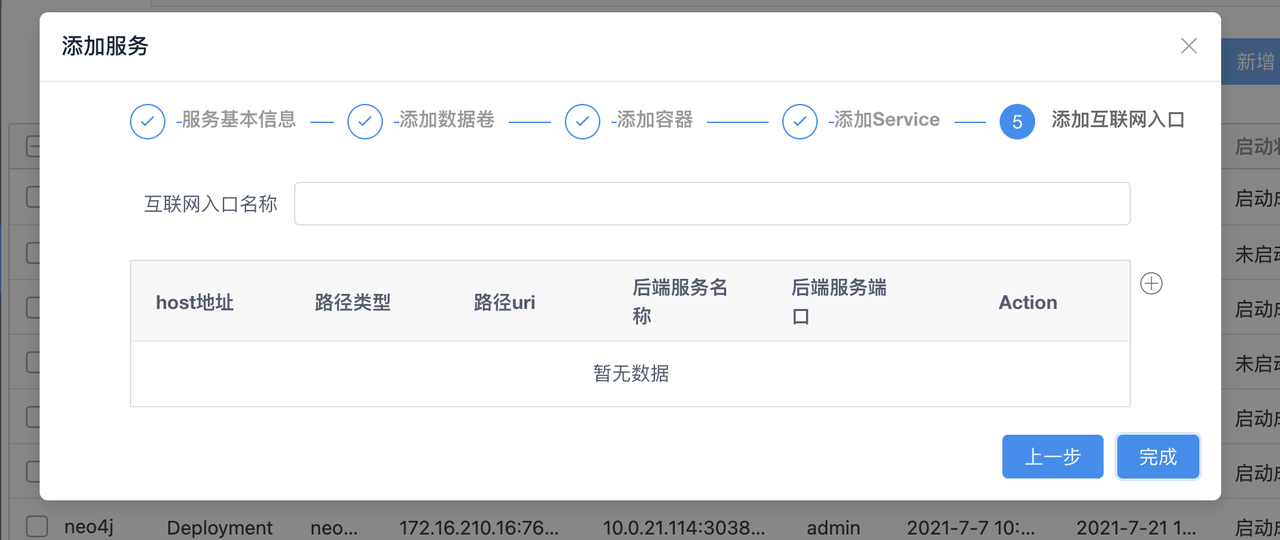 添加服务
新增
服务基本信息
添加数据卷
添加容器
添加Service
5 添加互联网入口
互联网入口名称
host地址
路径类型
路径uri
后端服务名
称
后端服务端
口
Action
暂无数据
上一步
完成
neo4j
Deployment
neo...
172.16.210.16:76...
10.0.21.114:3038...
admin
2021-7-7 10:...
2021-7-21 1...
启动
启动
未启动
启动
未启动
启动
启动
启动